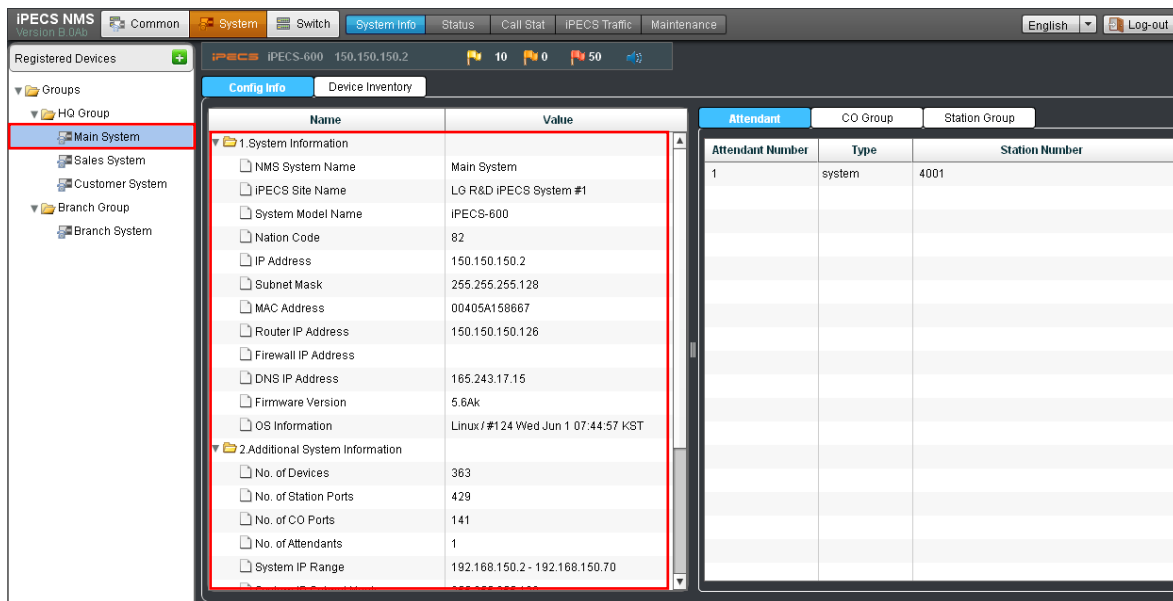 iPECS NMS
Version B.0Ab
Common
System
Switch
System Info
Status
Call Stat
iPECS Traffic
Maintenance
English
Log-out
Registered Devices
iPECS iPECS-600 150.150.150.2 10 0 50
Groups
HQ Group
Main System
Sales System
Customer System
Branch Group
Branch System
Config Info
Device Inventory
Name Value
1.System Information
NMS System Name Main System
iPECS Site Name LG R&D iPECS System #1
System Model Name iPECS-600
Nation Code 82
IP Address 150.150.150.2
Subnet Mask 255.255.255.128
MAC Address 00405A158667
Router IP Address 150.150.150.126
Firewall IP Address
DNS IP Address 165.243.17.15
Firmware Version 5.6Ak
OS Information Linux / #124 Wed Jun 1 07:44:57 KST
2.Additional System Information
No. of Devices 363
No. of Station Ports 429
No. of CO Ports 141
No. of Attendants 1
System IP Range 192.168.150.2 - 192.168.150.70
Attendant
CO Group
Station Group
Attendant Number Type Station Number
1 system 4001